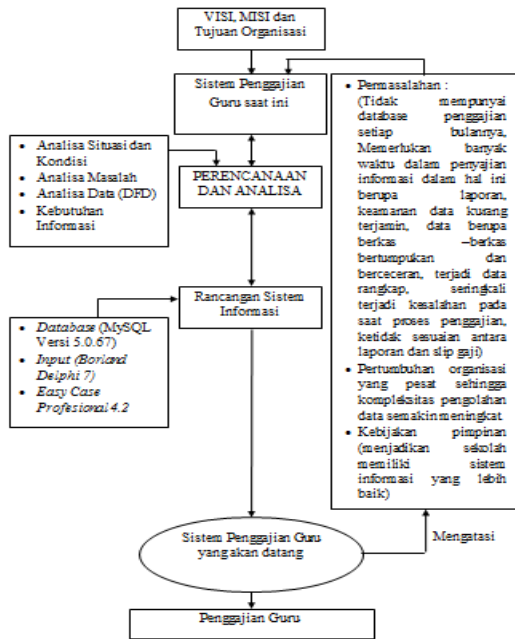 VISI, MISI dan
Tujuan Organisasi
Sistem Penggajian
Guru saat ini
• Analisa Situasi dan
Kondisi
• Analisa Masalah
• Analisa Data (DFD)
• Kebutuhan
Informasi
PERENCANAAN
DAN ANALISA
Rancangan Sistem
Informasi
• Database (MySQL
Versi 5.0.67)
• Input (Borland
Delphi 7)
• Easy Case
Profesional 4.2
• Permasalahan :
(Tidak mempunyai
database penggajian
setiap bulannya,
Memerlukan banyak
waktu dalam penyajian
informasi dalam hal ini
berupa laporan,
keamanan data kurang
terjamin, data berupa
berkas –berkas
bertumpukan dan
berceceran, terjadi data
rangkap, seringkali
terjadi kesalahan pada
saat proses penggajian,
ketidak sesuaian antara
laporan dan slip gaji)
• Pertumbuhan organisasi
yang pesat sehingga
kompleksitas pengolahan
data semakin meningkat
• Kebijakan pimpinan
(menjadikan sekolah
memiliki sistem
informasi yang lebih
baik)
Sistem Penggajian Guru
yang akan datang
Mengatasi
Penggajian Guru